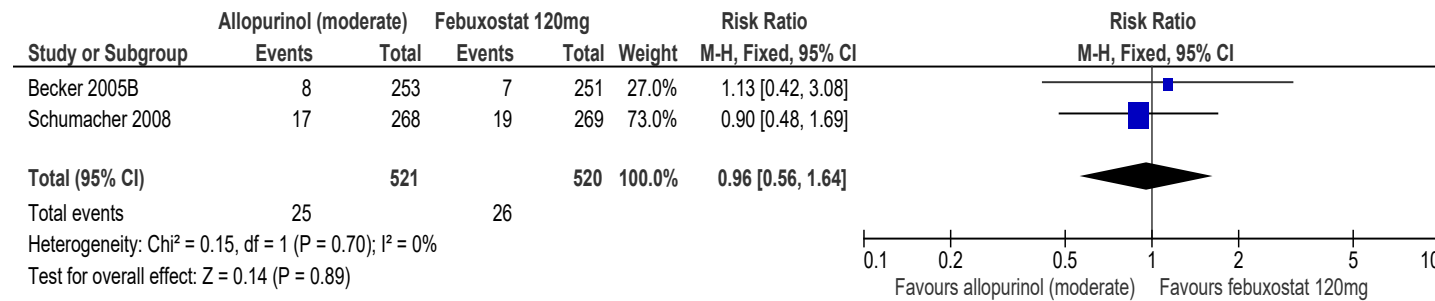 Allopurinol (moderate) Febuxostat 120mg Risk Ratio Risk Ratio
Study or Subgroup Events Total Events Total Weight M-H, Fixed, 95% CI M-H, Fixed, 95% CI
Becker 2005B 8 253 7 251 27.0% 1.13 [0.42, 3.08]
Schumacher 2008 17 268 19 269 73.0% 0.90 [0.48, 1.69]
Total (95% CI) 521 520 100.0% 0.96 [0.56, 1.64]
Total events 25 26
Heterogeneity: Chi² = 0.15, df = 1 (P = 0.70); I² = 0%
Test for overall effect: Z = 0.14 (P = 0.89)
0.1 0.2 0.5 1 2 5 10
Favours allopurinol (moderate) Favours febuxostat 120mg